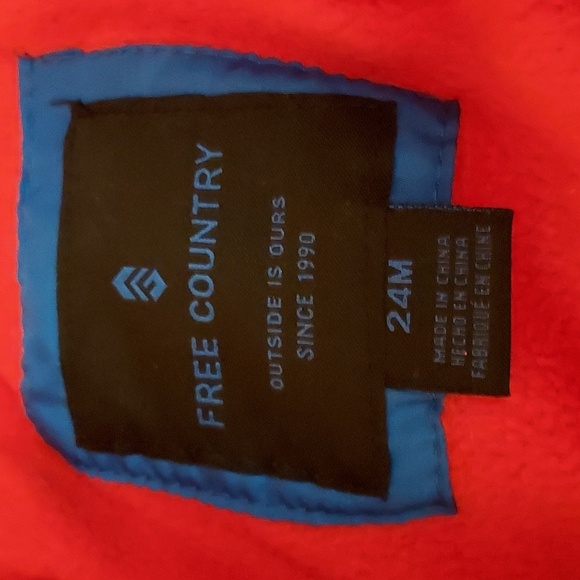 FREE COUNTRY
OUTSIDE IS OURS
SINCE 1990
24M
MADE IN CHINA
HECHO EN CHINA
FABRIQUÉ EN CHINE